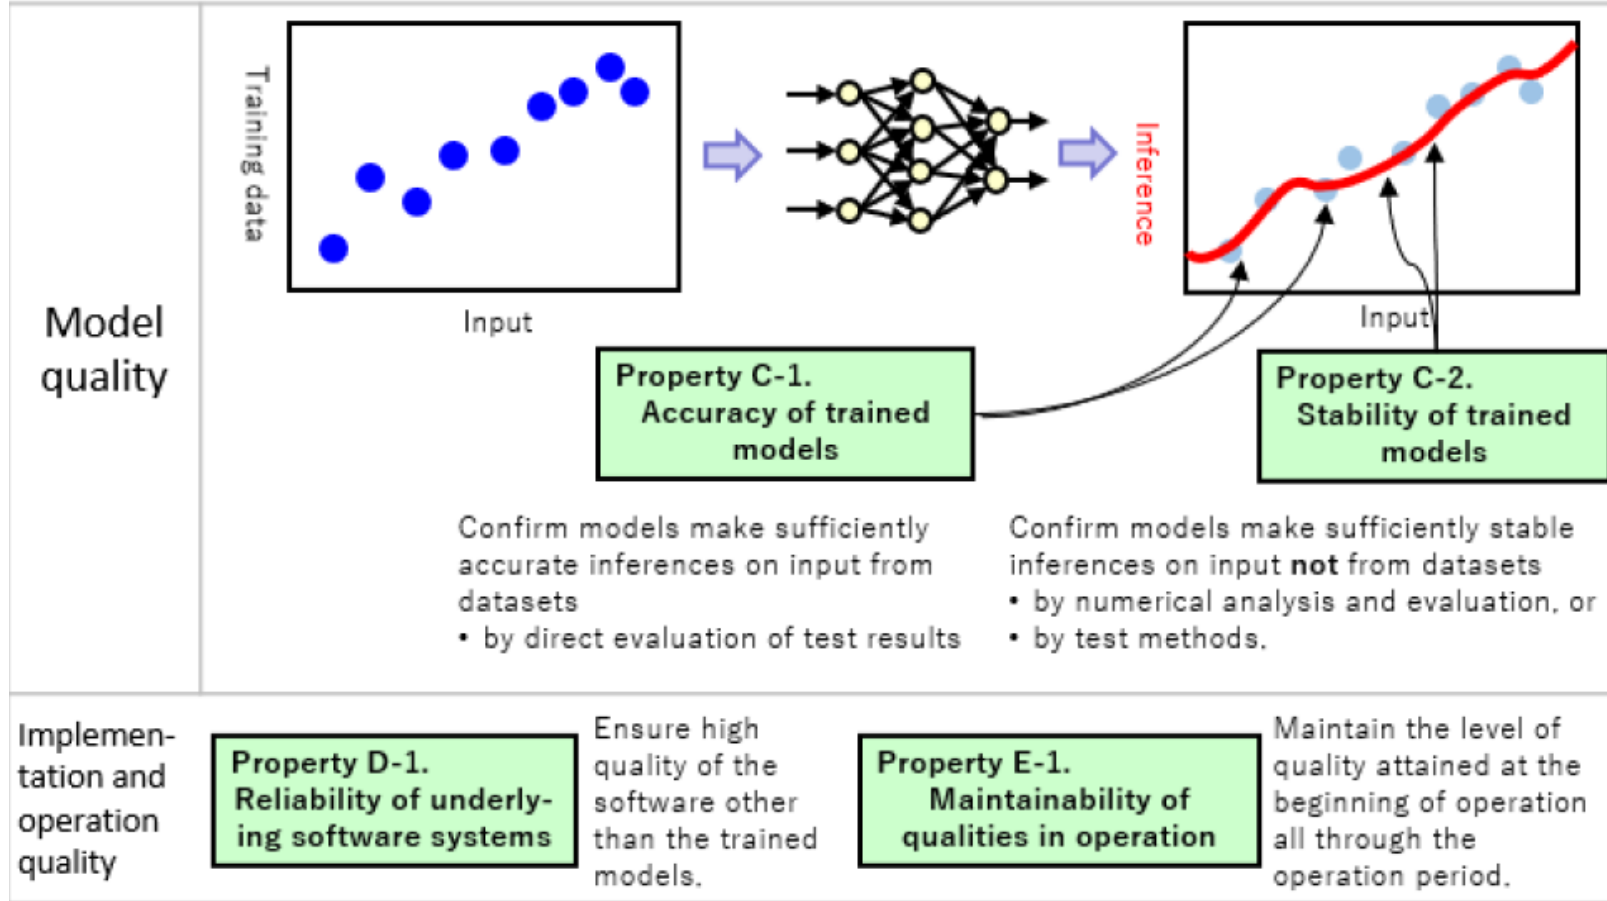 Model
quality
Training data
Input
Inference
Input
Property C-1.
Accuracy of trained
models
Property C-2.
Stability of trained
models
Confirm models make sufficiently
accurate inferences on input from
datasets
• by direct evaluation of test results
Confirm models make sufficiently stable
inferences on input not from datasets
• by numerical analysis and evaluation, or
• by test methods.
Implemen-
tation and
operation
quality
Property D-1.
Reliability of underly-
ing software systems
Ensure high
quality of the
software other
than the trained
models.
Property E-1.
Maintainability of
qualities in operation
Maintain the level of
quality attained at the
beginning of operation
all through the
operation period.